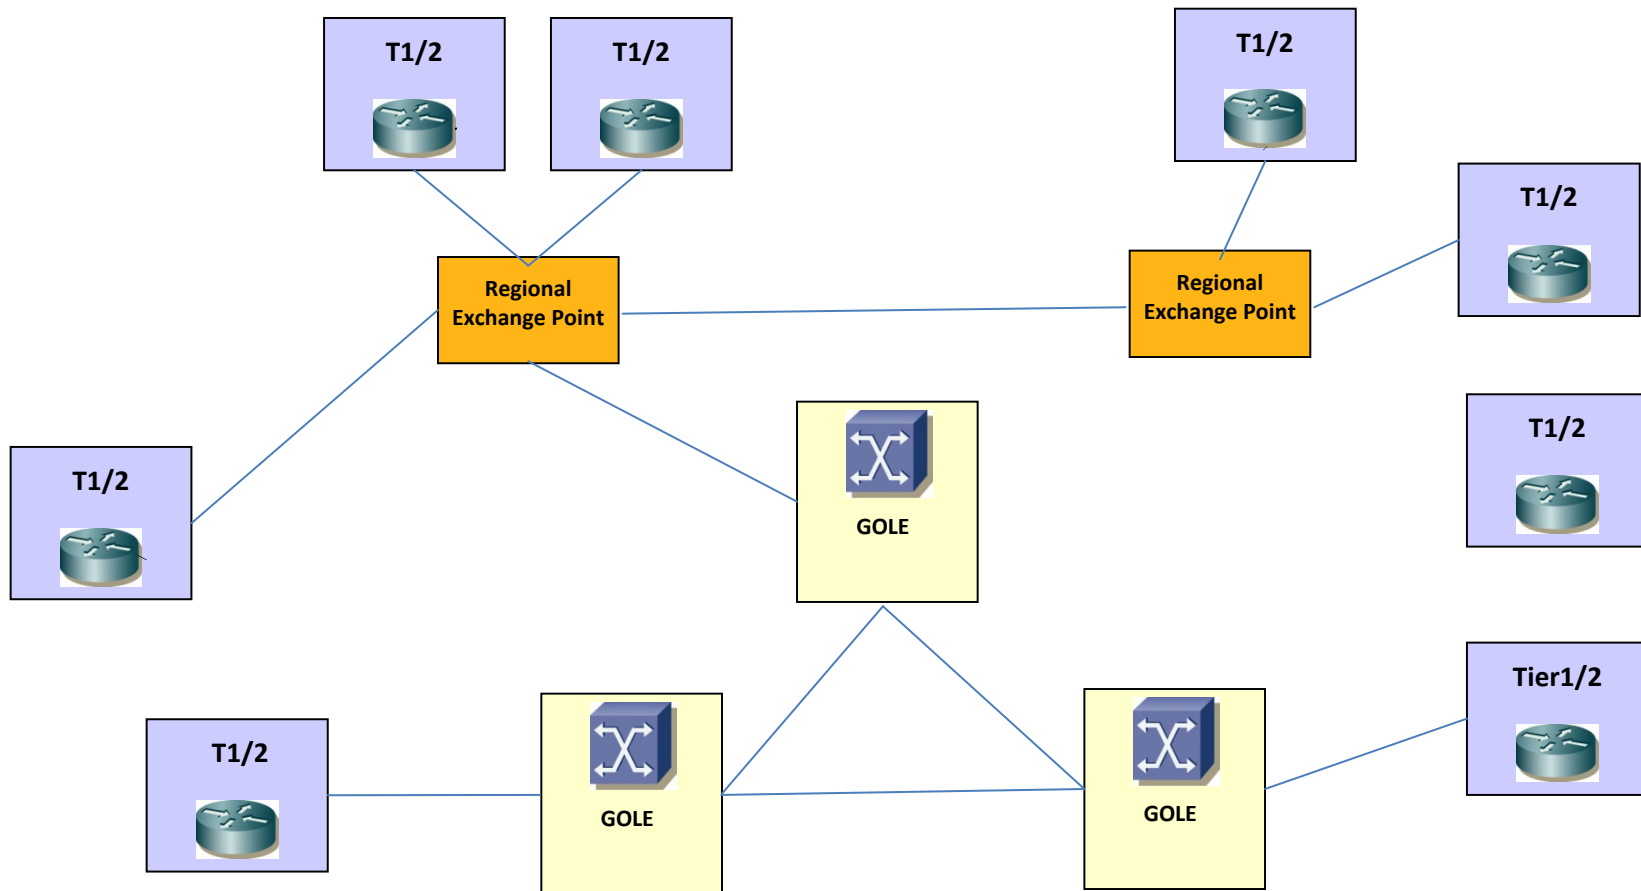 T1/2
T1/2
T1/2
T1/2
Regional
Exchange Point
Regional
Exchange Point
T1/2
T1/2
GOLE
Tier1/2
T1/2
GOLE
GOLE